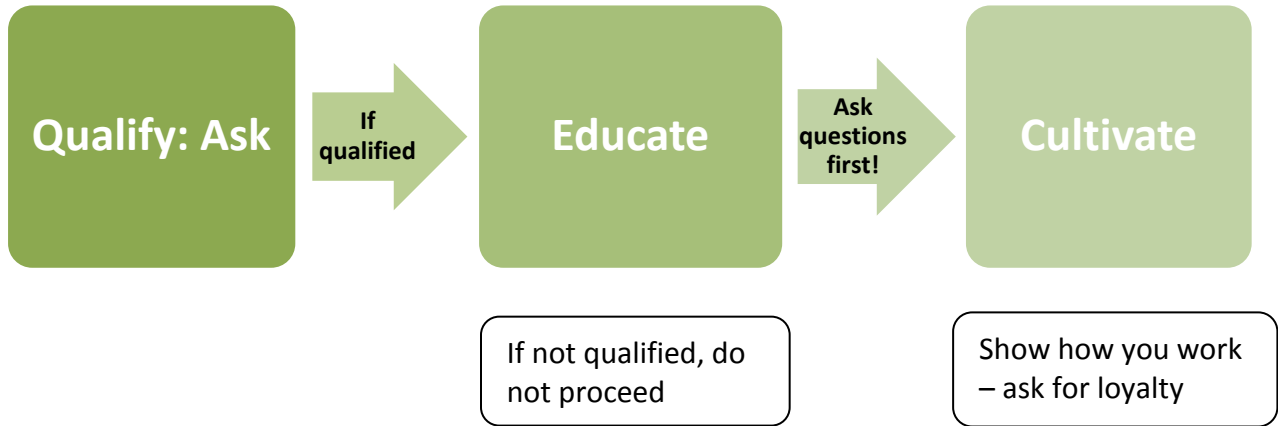 Qualify: Ask
If
qualified
Educate
Ask
questions
first!
Cultivate
If not qualified, do
not proceed
Show how you work
– ask for loyalty